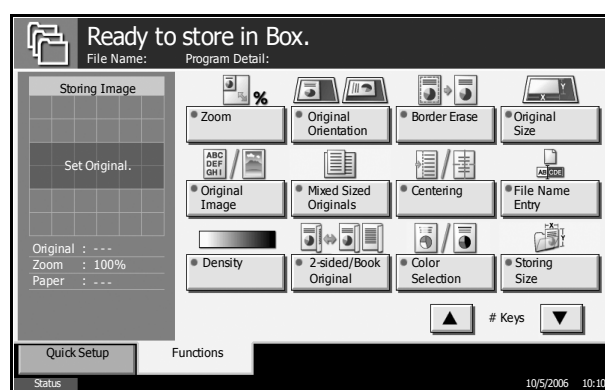 Ready to store in Box.
File Name: Program Detail:
Storing Image
Set Original.
Original : ---
Zoom : 100%
Paper : ---
%
Zoom
Original
Orientation
Border Erase
X Y
Original
Size
ABC
DEF
GHI
Original
Image
Mixed Sized
Originals
Centering
AB CDE
File Name
Entry
Density
2-sided/Book
Original
Color
Selection
X
Y
Storing
Size
# Keys
Quick Setup
Functions
Status
10/5/2006 10:10